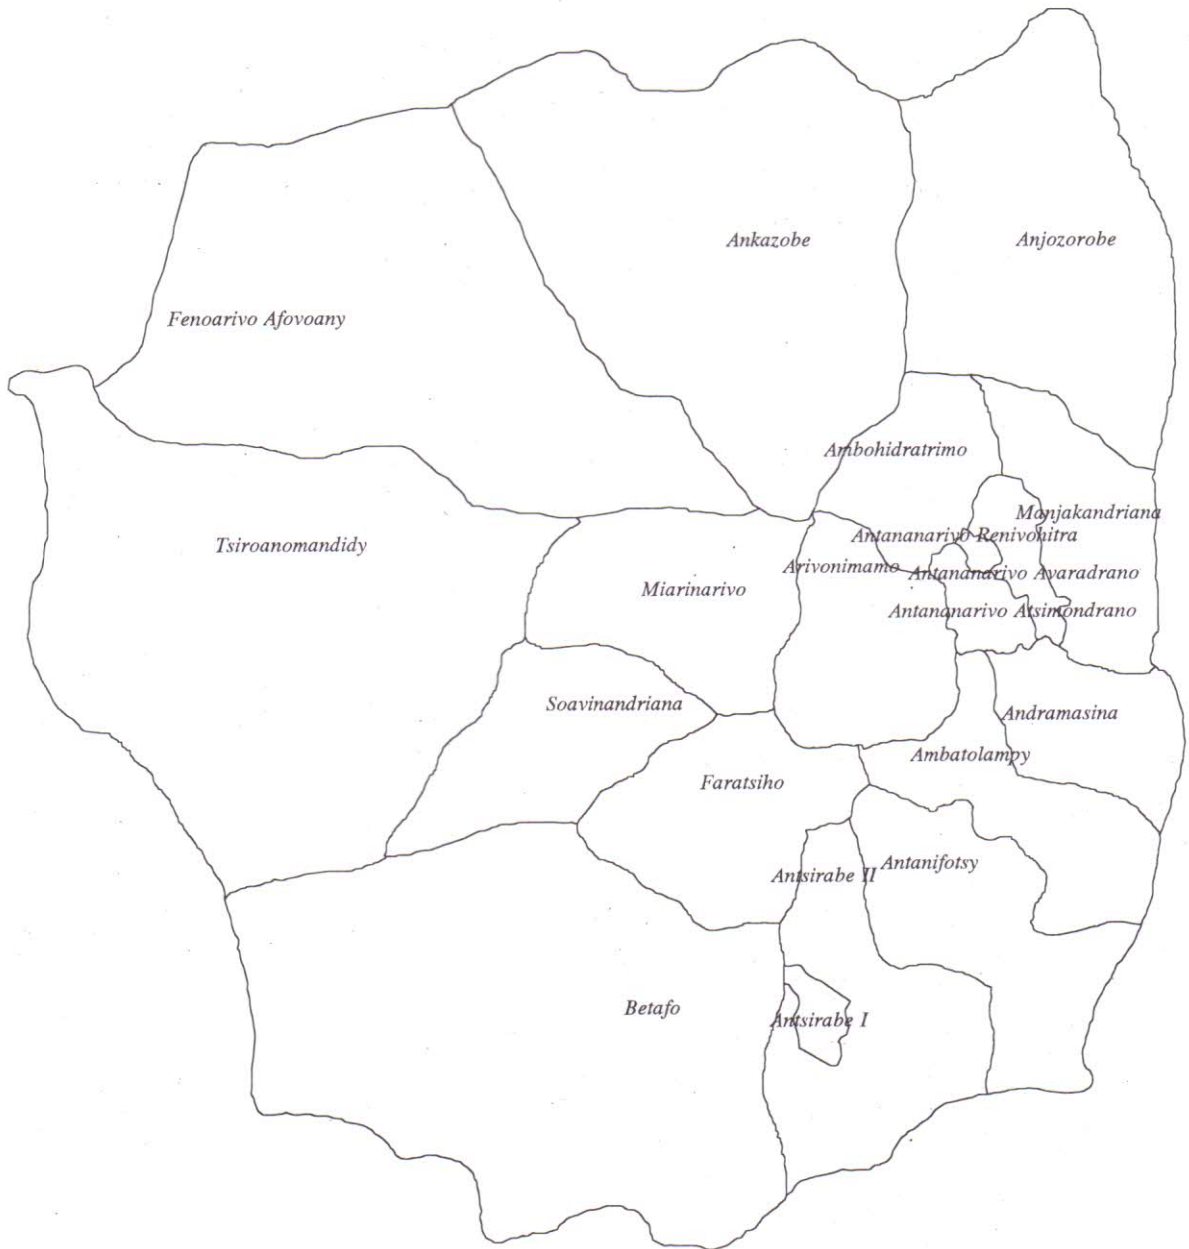 Ankazobe
Anjozorobe
Fenoarivo Afovoany
Ambohidratrimo
Manjakandriana
Antananarivo Renivohitra
Tsiroanomandidy
Arivonimamo
Antananarivo Avaradrano
Miarinarivo
Antananarivo Atsimondrano
Soavinandriana
Andramasina
Ambatolampy
Faratsiho
Antanifotsy
Antsirabe II
Betafo
Antsirabe I